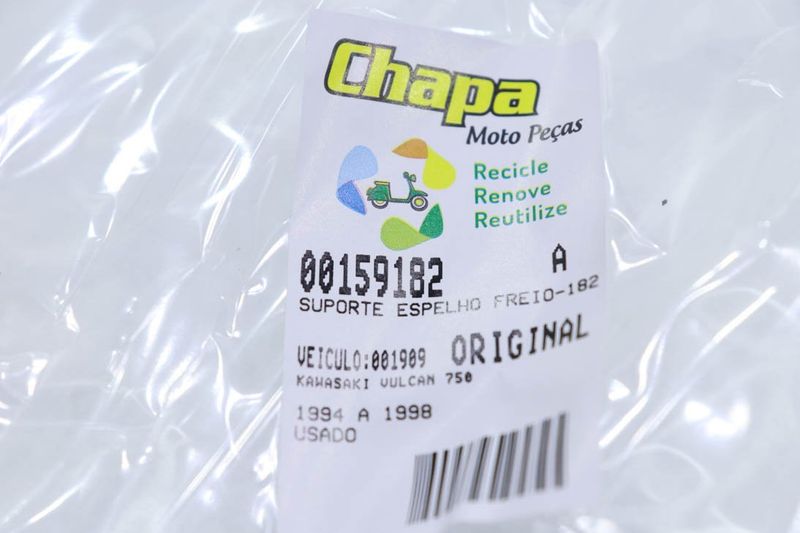 Chapa
Moto Peças
Recicle
Renove
Reutilize
00159182 A
SUPORTE ESPELHO FREIO-182
VEICULO:001909 ORIGINAL
KAWASAKI VULCAN 750
1994 A 1998
USADO